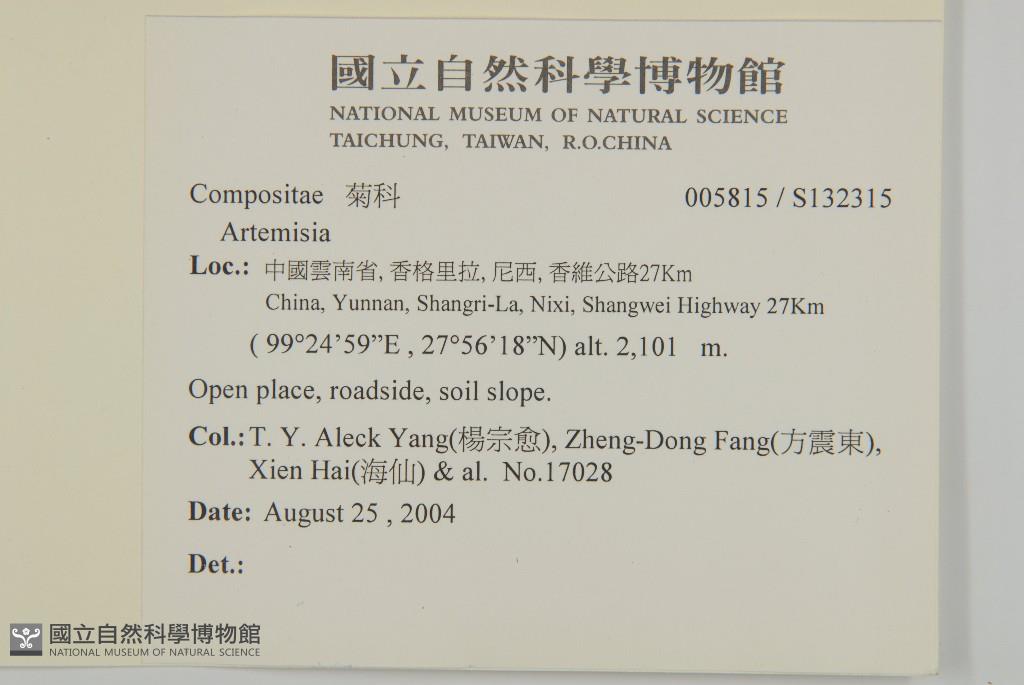 國立自然科學博物館
NATIONAL MUSEUM OF NATURAL SCIENCE
TAICHUNG, TAIWAN, R.O.CHINA
Compositae 菊科 005815 / S132315
Artemisia
Loc.: 中國雲南省, 香格里拉, 尼西, 香維公路27Km
China, Yunnan, Shangri-La, Nixi, Shangwei Highway 27Km
( 99°24’59”E , 27°56’18”N) alt. 2,101 m.
Open place, roadside, soil slope.
Col.: T. Y. Aleck Yang(楊宗愈), Zheng-Dong Fang(方震東),
Xien Hai(海仙) & al. No.17028
Date: August 25 , 2004
Det.:
國立自然科學博物館
NATIONAL MUSEUM OF NATURAL SCIENCE